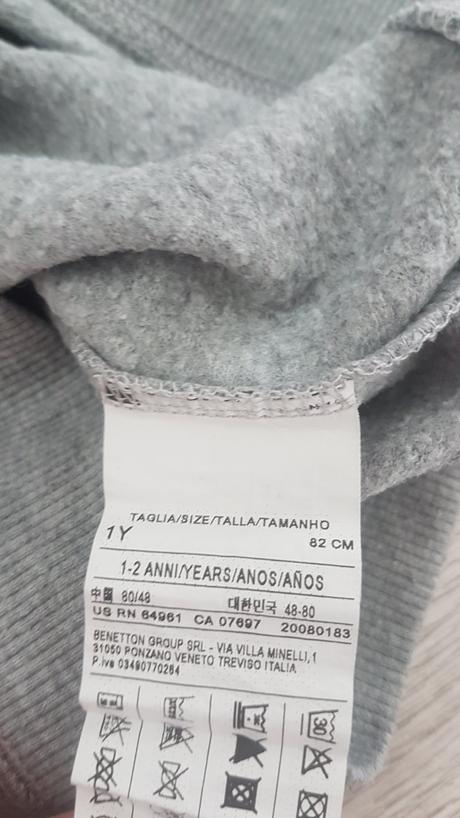 TAGLIA/SIZE/TALLA/TAMANHO
1Y 82 CM
1-2 ANNI/YEARS/ANOS/AÑOS
中国 80/48 대한민국 48-80
US RN 64961 CA 07697 20080183
BENETTON GROUP SRL - VIA VILLA MINELLI,1
31050 PONZANO VENETO TREVISO ITALIA
P.iva 03490770264
30